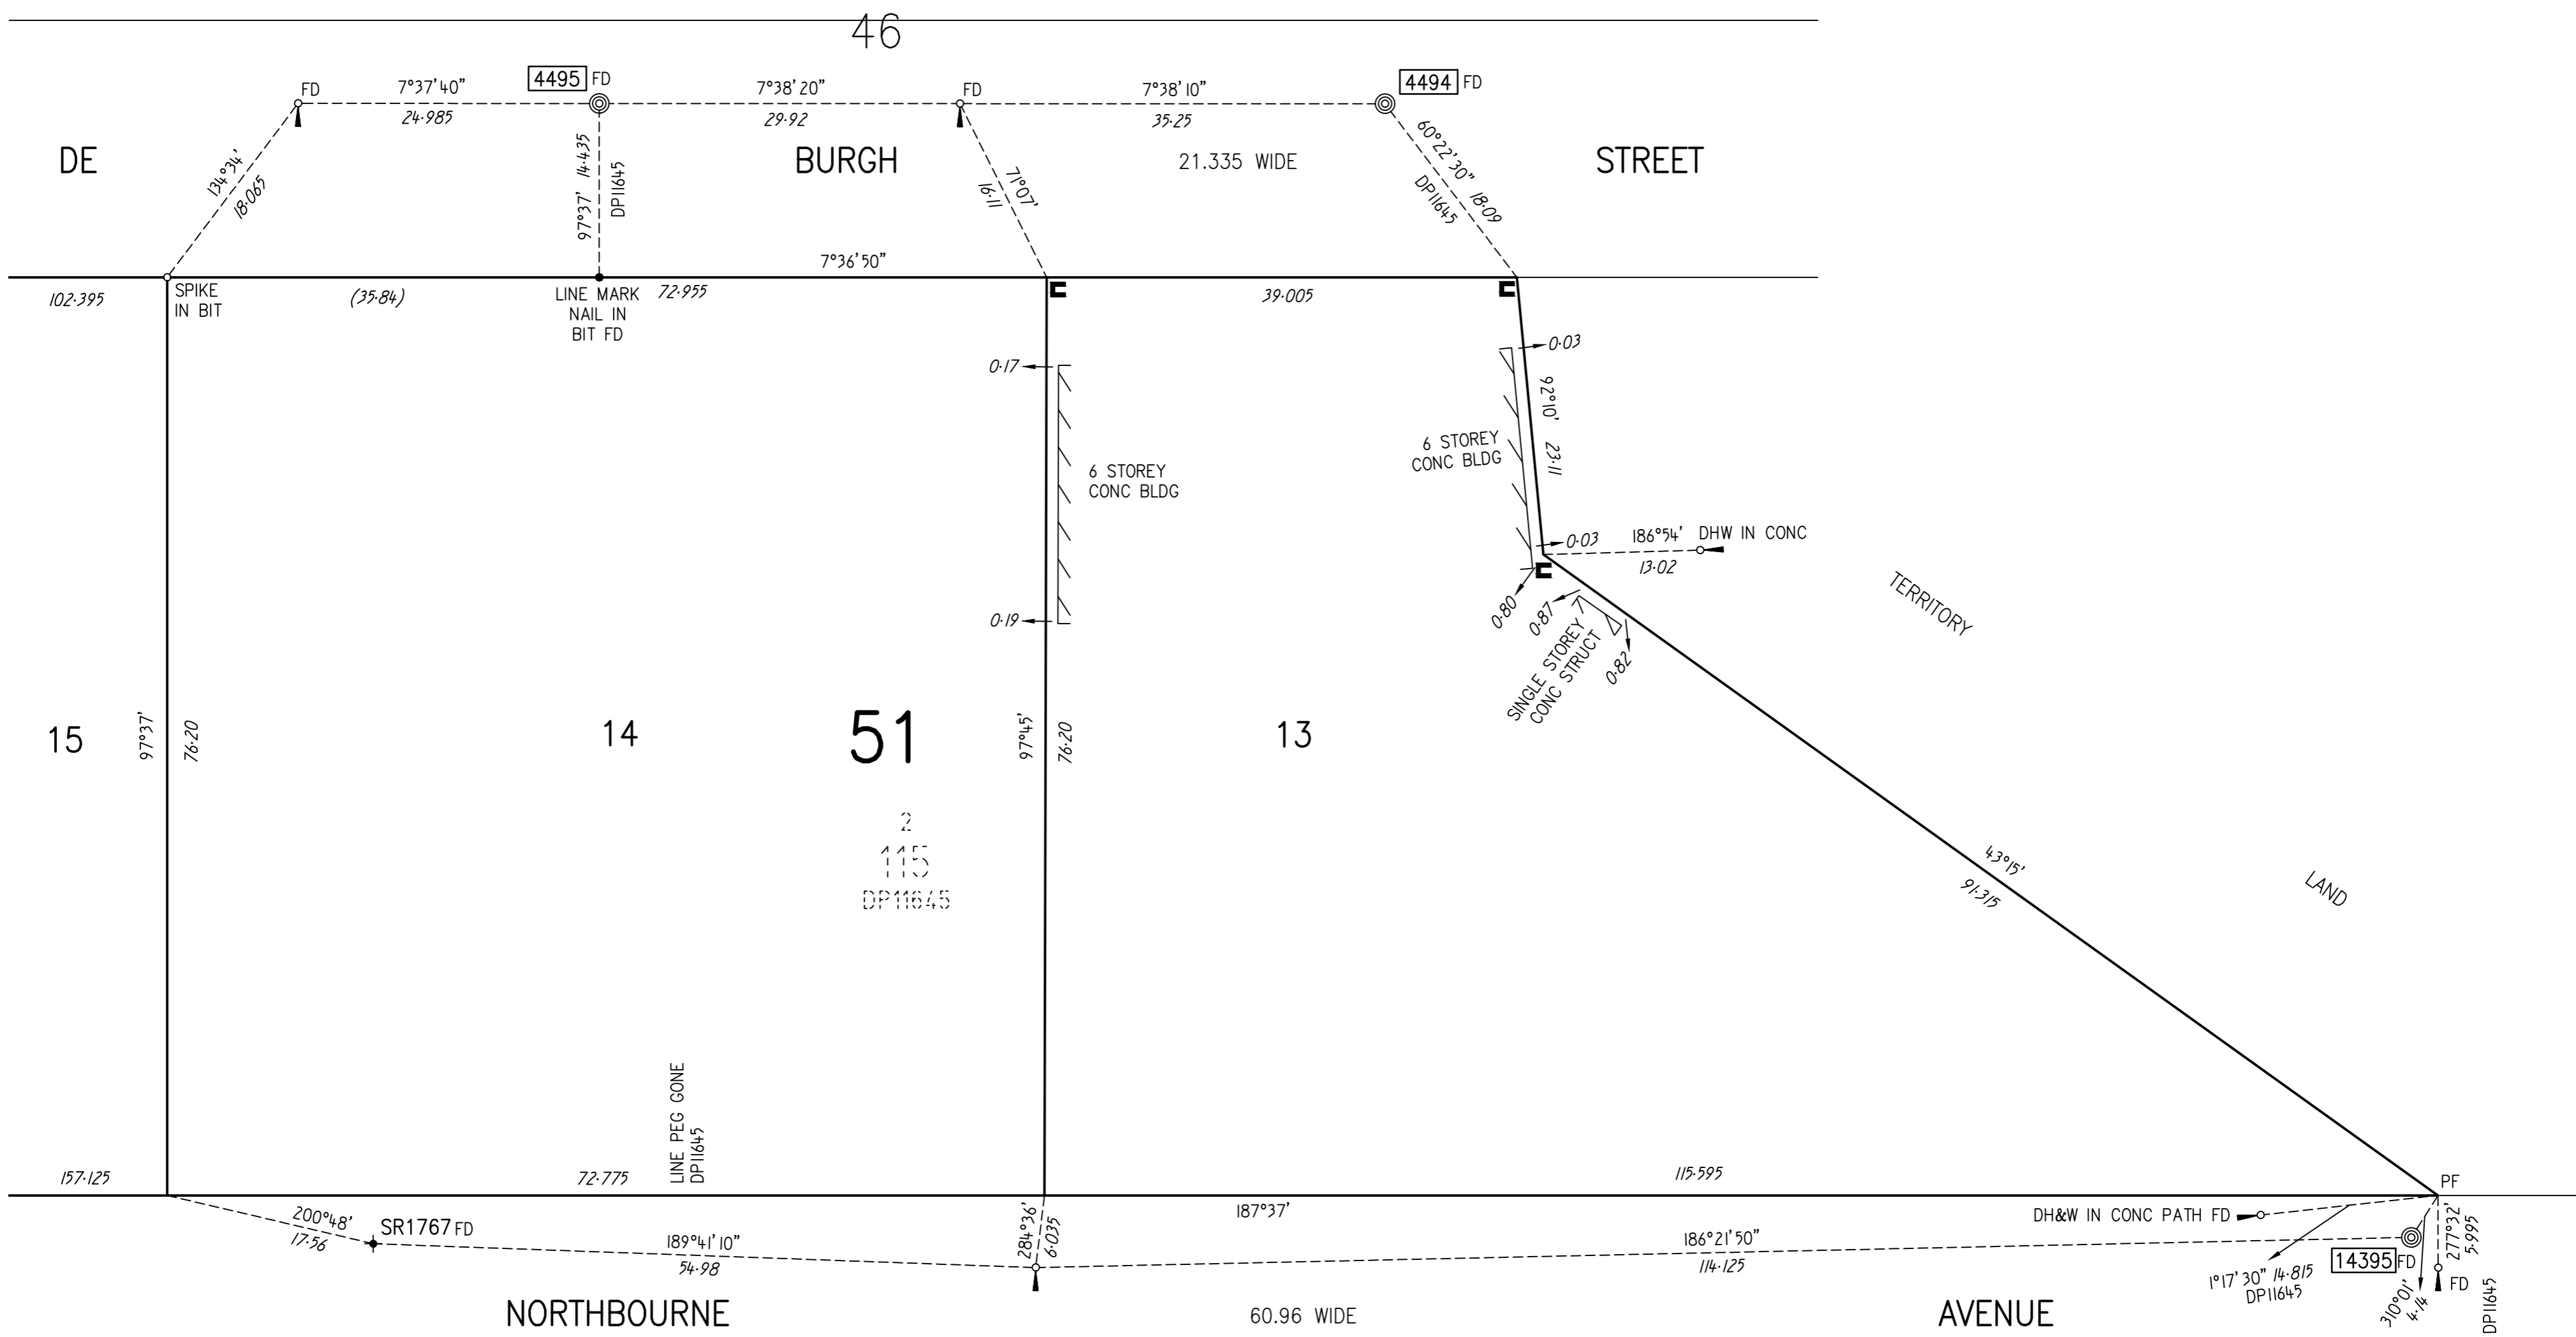 46
FD
7°37'40"
24·985
4495 FD
7°38'20"
29·92
FD
7°38'10"
35·25
4494 FD
DE
BURGH
21.335 WIDE
STREET
134°34'
18·065
97°37' 14·435
DP11645
71°07'
16·11
60°22'30" 18·09
DP11645
7°36'50"
102·395
SPIKE
IN BIT
(35·84)
LINE MARK
NAIL IN
BIT FD
72·955
39·005
0·17
0·19
6 STOREY
CONC BLDG
0·03
92°10' 23·11
6 STOREY
CONC BLDG
0·03
186°54' DHW IN CONC
13·02
0·80
0·87
SINGLE STOREY
CONC STRUCT
0·82
TERRITORY
LAND
15
97°37'
76·20
14
51
97°45'
76·20
13
2
115
DP11645
43°15'
91·315
LINE PEG GONE
DP11645
157·125
72·775
115·595
PF
187°37'
200°48'
17·56
SR1767 FD
189°41'10"
54·98
284°36'
6·035
186°21'50"
114·125
DH&W IN CONC PATH FD
1°17'30" 14·815
DP11645
14395 FD
310°01'
4·14
277°32'
5·995
FD
DP11645
NORTHBOURNE
60.96 WIDE
AVENUE